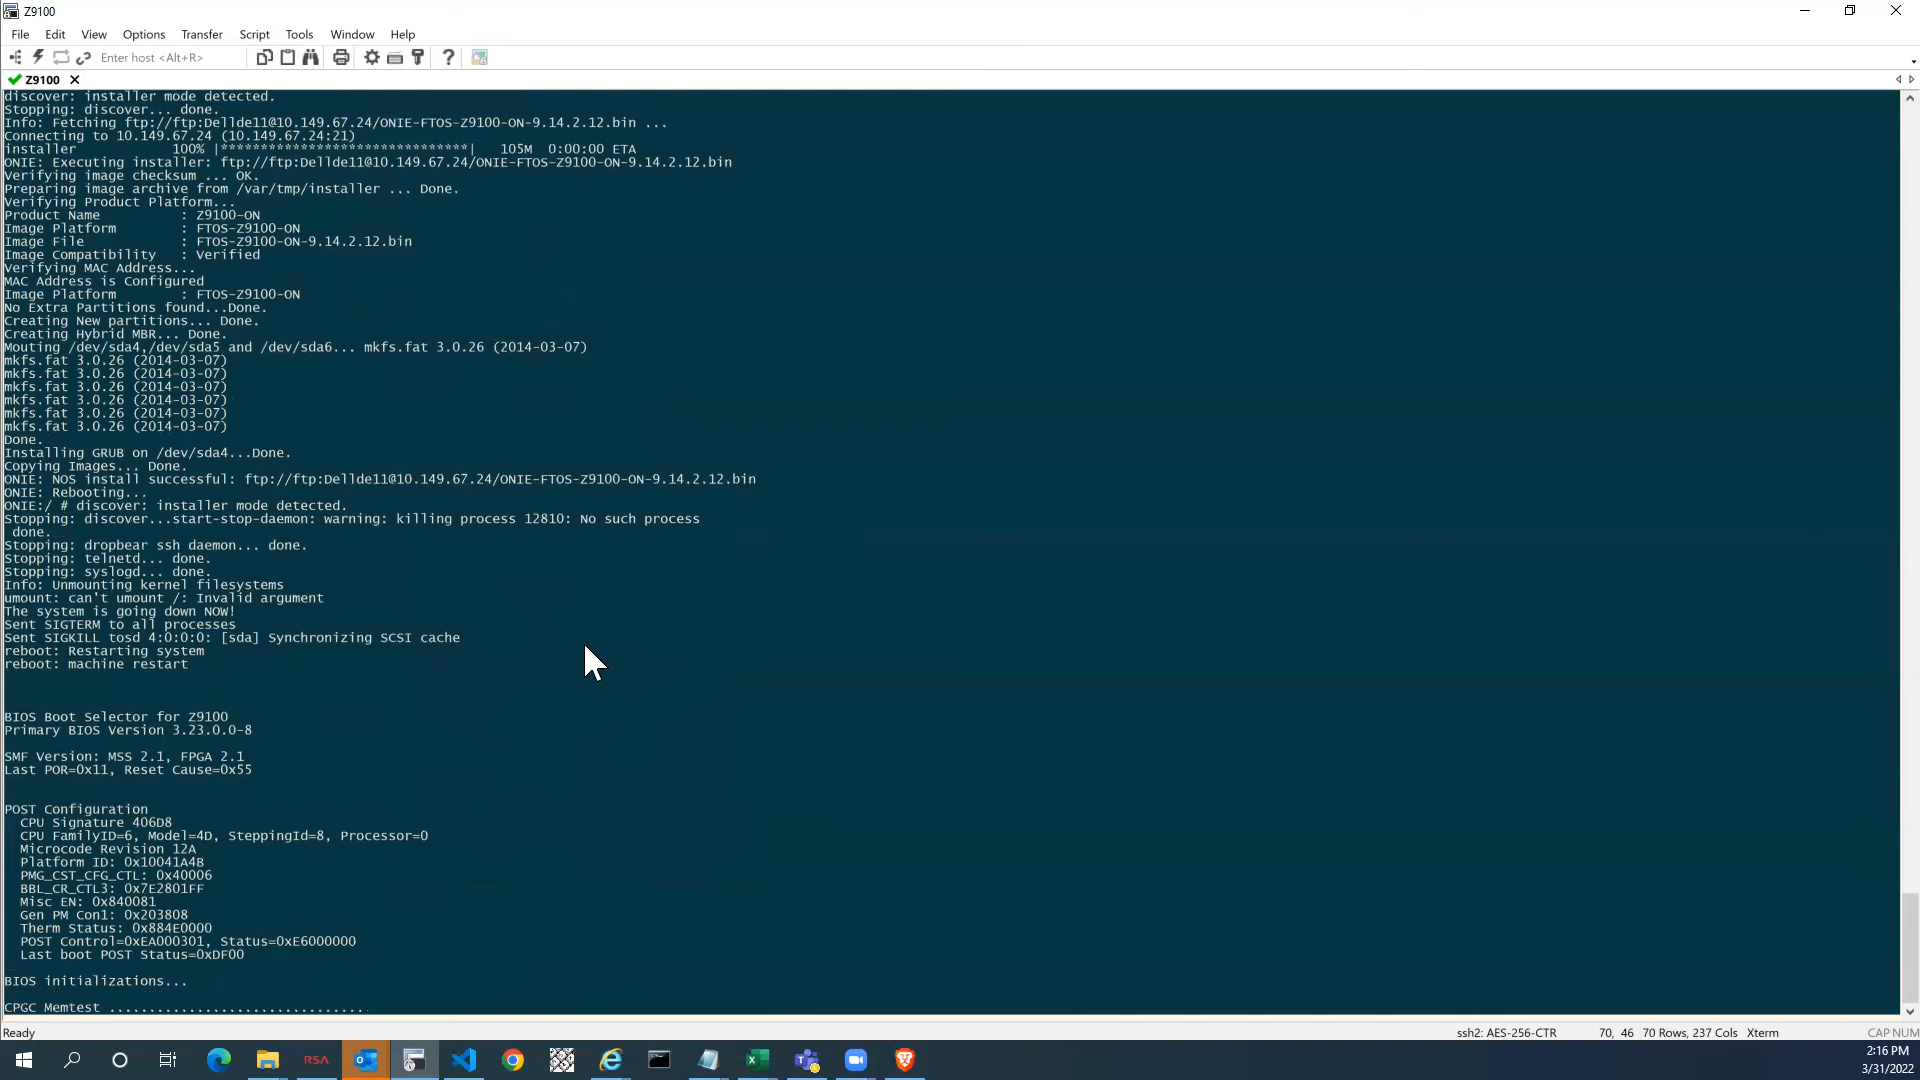 Z9100
File Edit View Options Transfer Script Tools Window Help
Enter host <Alt+R>
Z9100
discover: installer mode detected.
Stopping: discover... done.
Info: Fetching ftp://ftp:Dellde11@10.149.67.24/ONIE-FTOS-Z9100-ON-9.14.2.12.bin ...
Connecting to 10.149.67.24 (10.149.67.24:21)
installer 100% |*******************************| 105M 0:00:00 ETA
ONIE: Executing installer: ftp://ftp:Dellde11@10.149.67.24/ONIE-FTOS-Z9100-ON-9.14.2.12.bin
Verifying image checksum ... OK.
Preparing image archive from /var/tmp/installer ... Done.
Verifying Product Platform...
Product Name : Z9100-ON
Image Platform : FTOS-Z9100-ON
Image File : FTOS-Z9100-ON-9.14.2.12.bin
Image Compatibility : Verified
Verifying MAC Address...
MAC Address is Configured
Image Platform : FTOS-Z9100-ON
No Extra Partitions found...Done.
Creating New partitions... Done.
Creating Hybrid MBR... Done.
Mouting /dev/sda4,/dev/sda5 and /dev/sda6... mkfs.fat 3.0.26 (2014-03-07)
mkfs.fat 3.0.26 (2014-03-07)
mkfs.fat 3.0.26 (2014-03-07)
mkfs.fat 3.0.26 (2014-03-07)
mkfs.fat 3.0.26 (2014-03-07)
mkfs.fat 3.0.26 (2014-03-07)
mkfs.fat 3.0.26 (2014-03-07)
Done.
Installing GRUB on /dev/sda4...Done.
Copying Images... Done.
ONIE: NOS install successful: ftp://ftp:Dellde11@10.149.67.24/ONIE-FTOS-Z9100-ON-9.14.2.12.bin
ONIE: Rebooting...
ONIE:/ # discover: installer mode detected.
Stopping: discover...start-stop-daemon: warning: killing process 12810: No such process
done.
Stopping: dropbear ssh daemon... done.
Stopping: telnetd... done.
Stopping: syslogd... done.
Info: Unmounting kernel filesystems
umount: can't umount /: Invalid argument
The system is going down NOW!
Sent SIGTERM to all processes
Sent SIGKILL tosd 4:0:0:0: [sda] Synchronizing SCSI cache
reboot: Restarting system
reboot: machine restart
BIOS Boot Selector for Z9100
Primary BIOS Version 3.23.0.0-8
SMF Version: MSS 2.1, FPGA 2.1
Last POR=0x11, Reset Cause=0x55
POST Configuration
CPU Signature 406D8
CPU FamilyID=6, Model=4D, SteppingId=8, Processor=0
Microcode Revision 12A
Platform ID: 0x10041A4B
PMG_CST_CFG_CTL: 0x40006
BBL_CR_CTL3: 0x7E2801FF
Misc EN: 0x840081
Gen PM Con1: 0x203808
Therm Status: 0x884E0000
POST Control=0xEA000301, Status=0xE6000000
Last boot POST Status=0xDF00
BIOS initializations...
CPGC Memtest ................................
Ready ssh2: AES-256-CTR 70, 46 70 Rows, 237 Cols Xterm CAP NUM
RSA
2:16 PM
3/31/2022